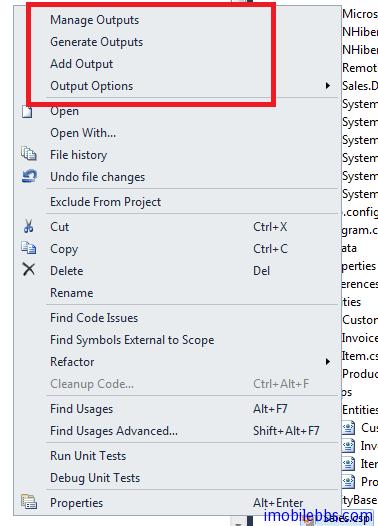 Manage Outputs
Generate Outputs
Add Output
Output Options
Open
Open With...
File history
Undo file changes
Exclude From Project
Cut Ctrl+X
Copy Ctrl+C
Delete Del
Rename
Find Code Issues
Find Symbols External to Scope
Refactor
Cleanup Code... Ctrl+Alt+F
Find Usages Alt+F7
Find Usages Advanced... Shift+Alt+F7
Run Unit Tests
Debug Unit Tests
Properties Alt+Enter
Micros
NHiber
NHiber
Remot
Sales.D
System
System
System
System
System
System
.config
gram.c
ata
perties
erences
ties
Custon
Invoice
Item.cs
Produc
ps
Entities
Cus
Inv
Iter
Pro
tyBase
Sales.csp
imobilebbs.com